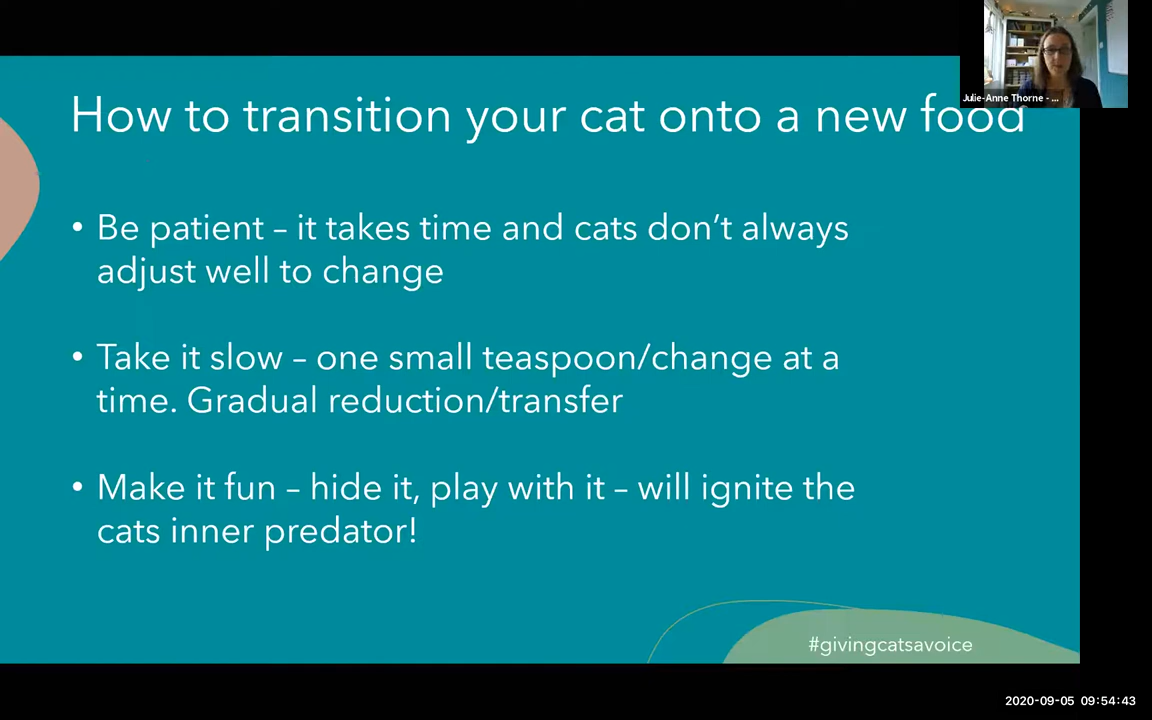 How to transition your cat onto a new food
Julie-Anne Thorne - ...
• Be patient – it takes time and cats don’t always
adjust well to change
• Take it slow – one small teaspoon/change at a
time. Gradual reduction/transfer
• Make it fun – hide it, play with it – will ignite the
cats inner predator!
#givingcatsavoice
2020-09-05 09:54:43